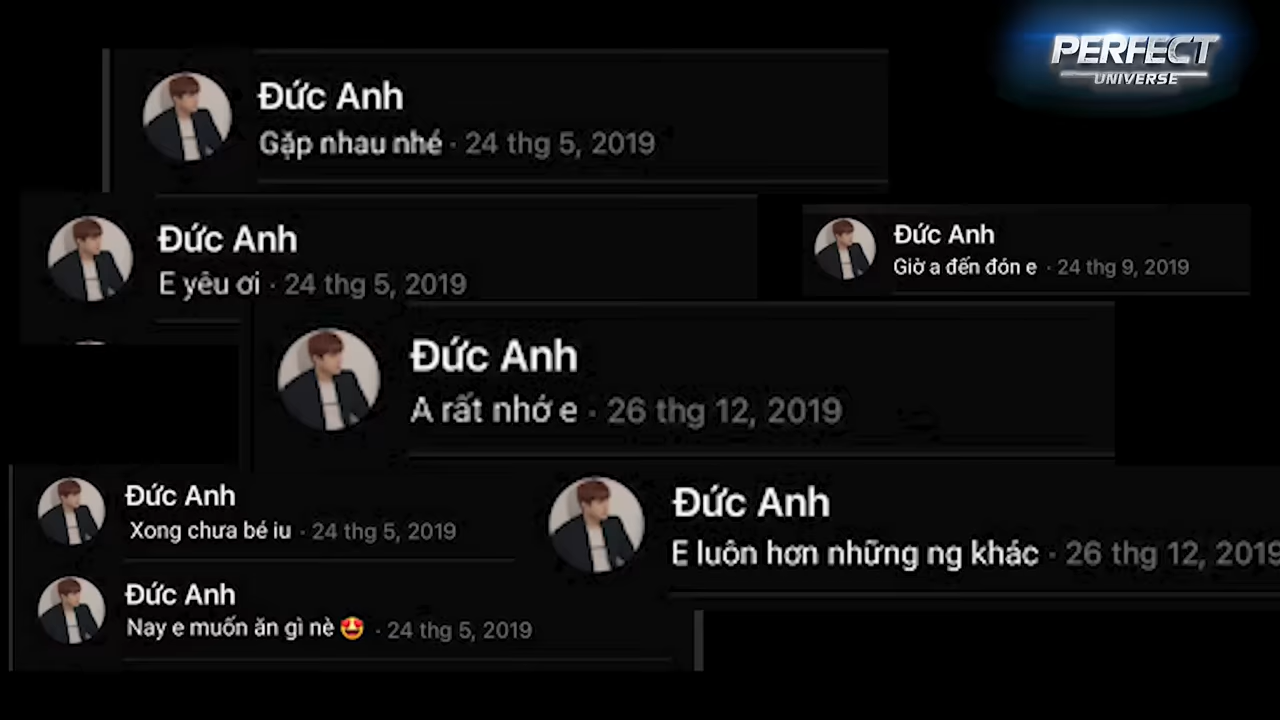 PERFECT
UNIVERSE
Đức Anh
Gặp nhau nhé · 24 thg 5, 2019
Đức Anh
E yêu ơi · 24 thg 5, 2019
Đức Anh
Giờ a đến đón e · 24 thg 9, 2019
Đức Anh
A rất nhớ e · 26 thg 12, 2019
Đức Anh
Xong chưa bé iu · 24 thg 5, 2019
Đức Anh
E luôn hơn những ng khác · 26 thg 12, 2019
Đức Anh
Nay e muốn ăn gì nè 🤩 · 24 thg 5, 2019